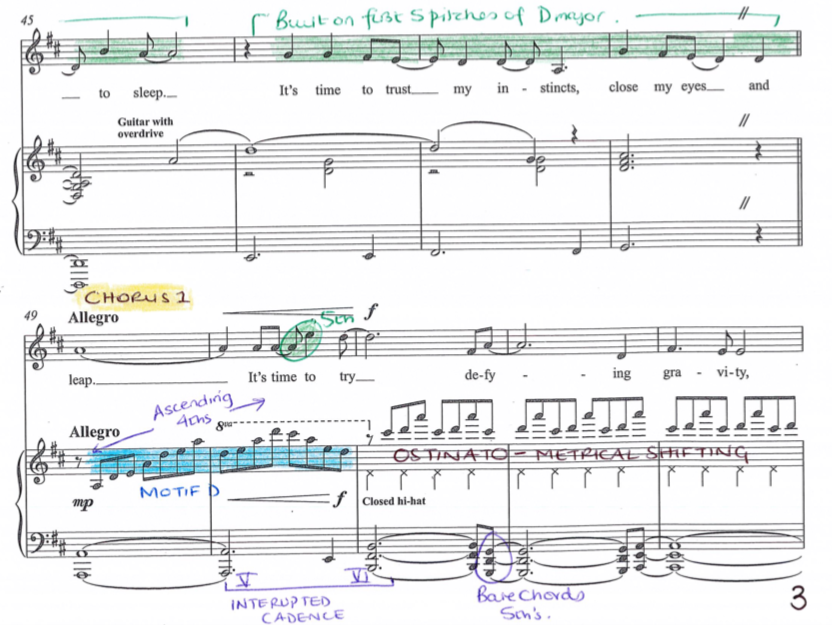 45
Built on first 5 pitches of D major.
to sleep.
It's time to trust my in - stincts, close my eyes and
Guitar with
overdrive
CHORUS 1
49
Allegro
f
5th
leap. It's time to try de-fy - - ing gra - vi-ty,
Ascending
4ths
Allegro
8va
OSTINATO - METRICAL SHIFTING
mp
MOTIF D
f
Closed hi-hat
V VI
INTERUPTED
CADENCE
Bare Chords
5th's.
3